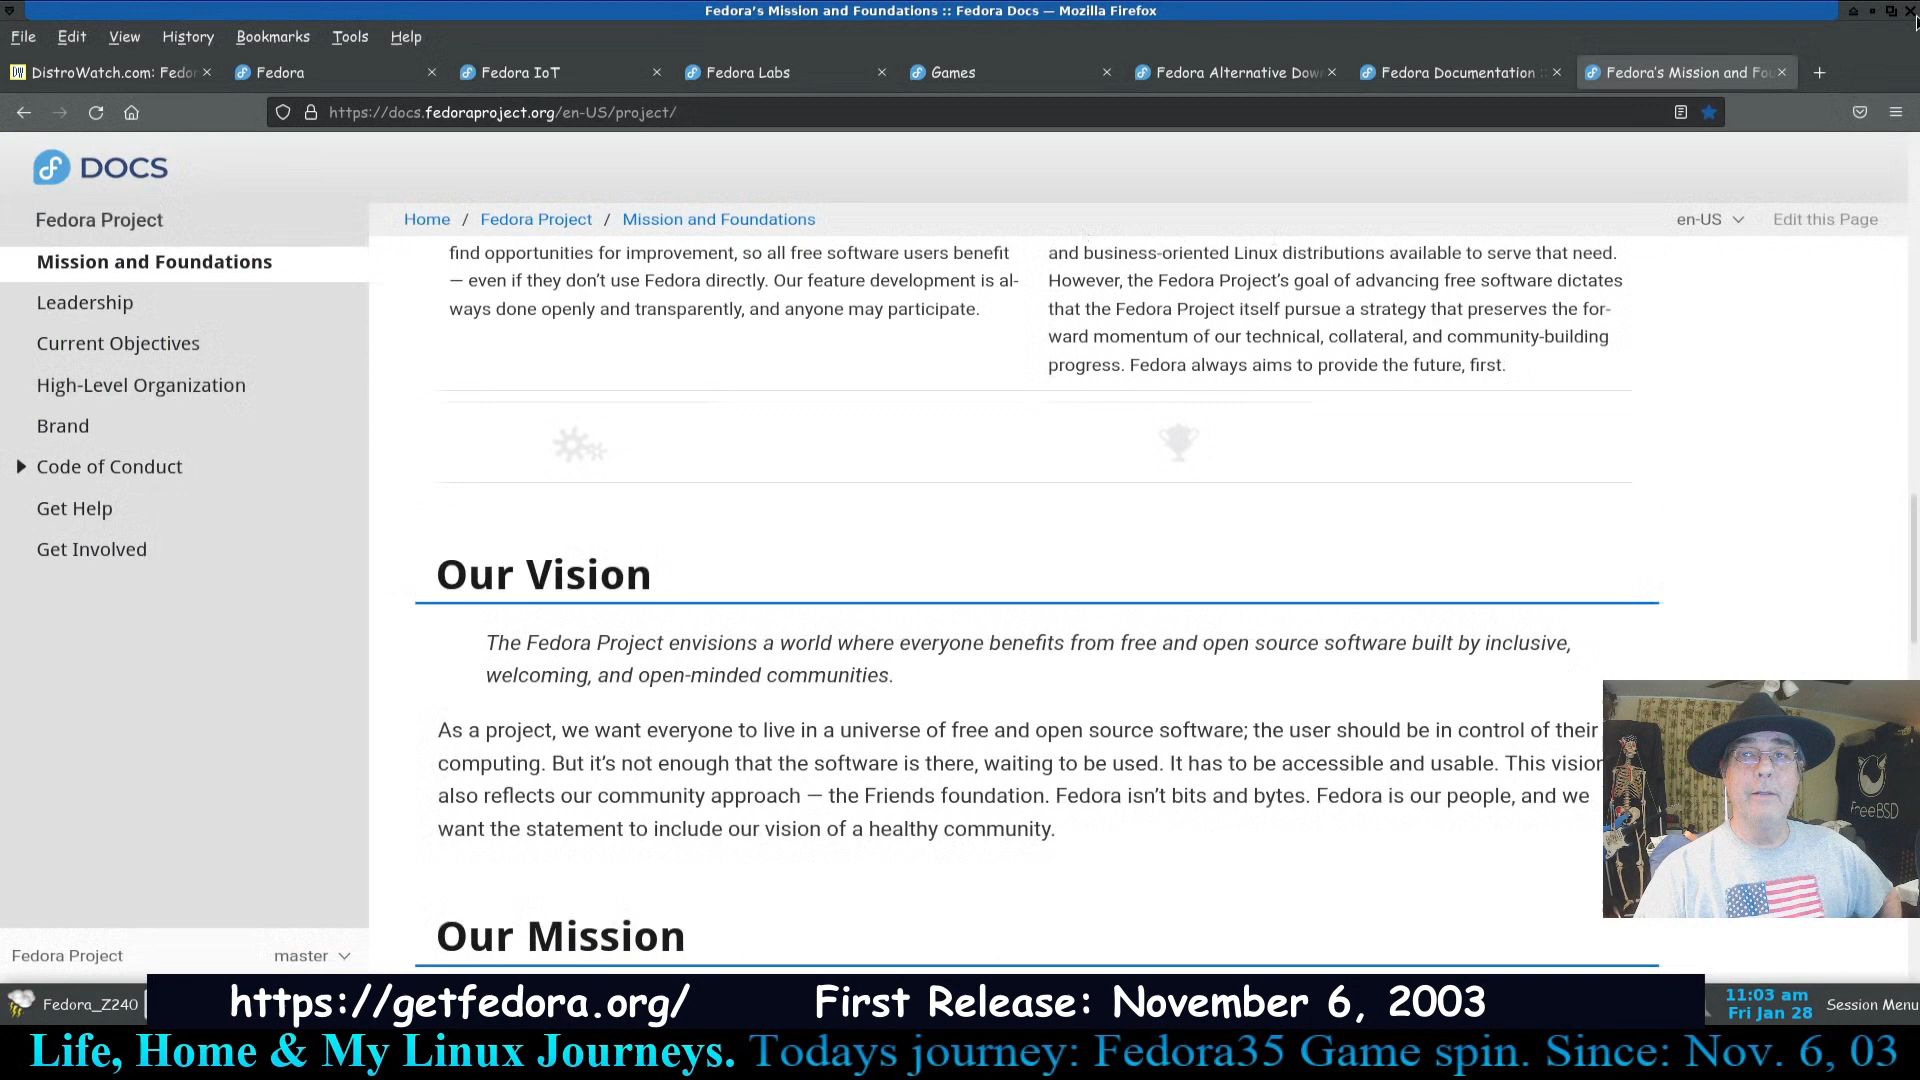 Fedora's Mission and Foundations :: Fedora Docs — Mozilla Firefox
File Edit View History Bookmarks Tools Help
DistroWatch.com: Fedor
Fedora
Fedora IoT
Fedora Labs
Games
Fedora Alternative Dow
Fedora Documentation ::
Fedora's Mission and Fou
https://docs.fedoraproject.org/en-US/project/
DOCS
Fedora Project
Mission and Foundations
Leadership
Current Objectives
High-Level Organization
Brand
Code of Conduct
Get Help
Get Involved
Fedora Project master
Home / Fedora Project / Mission and Foundations
en-US Edit this Page
find opportunities for improvement, so all free software users benefit
— even if they don't use Fedora directly. Our feature development is al-
ways done openly and transparently, and anyone may participate.
and business-oriented Linux distributions available to serve that need.
However, the Fedora Project's goal of advancing free software dictates
that the Fedora Project itself pursue a strategy that preserves the for-
ward momentum of our technical, collateral, and community-building
progress. Fedora always aims to provide the future, first.
Our Vision
The Fedora Project envisions a world where everyone benefits from free and open source software built by inclusive,
welcoming, and open-minded communities.
As a project, we want everyone to live in a universe of free and open source software; the user should be in control of their
computing. But it's not enough that the software is there, waiting to be used. It has to be accessible and usable. This vision
also reflects our community approach — the Friends foundation. Fedora isn't bits and bytes. Fedora is our people, and we
want the statement to include our vision of a healthy community.
Our Mission
FreeBSD
Fedora_Z240
https://getfedora.org/ First Release: November 6, 2003
11:03 am
Fri Jan 28
Session Menu
Life, Home & My Linux Journeys. Todays journey: Fedora35 Game spin. Since: Nov. 6, 03